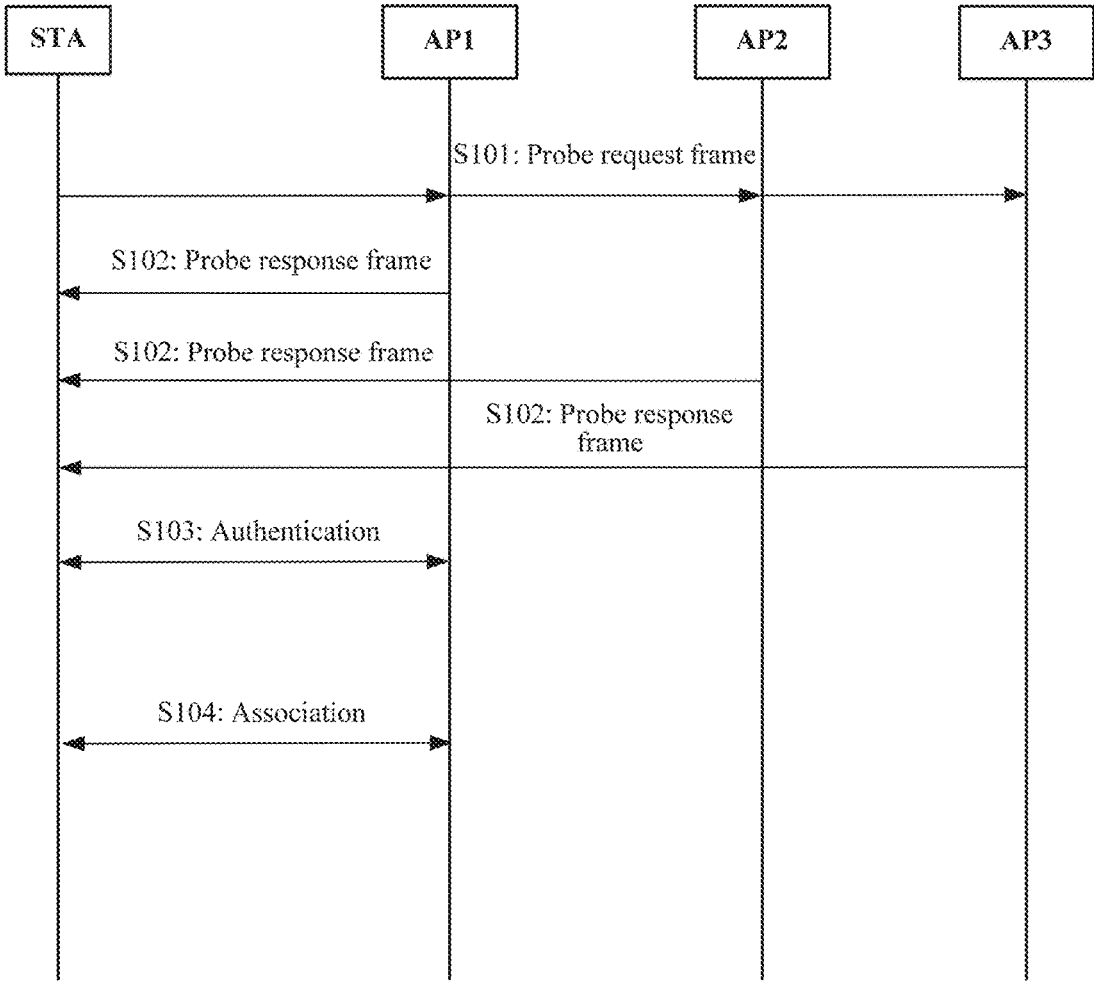 STA
AP1
AP2
AP3
S101: Probe request frame
S102: Probe response frame
S102: Probe response frame
S102: Probe response
frame
S103: Authentication
S104: Association